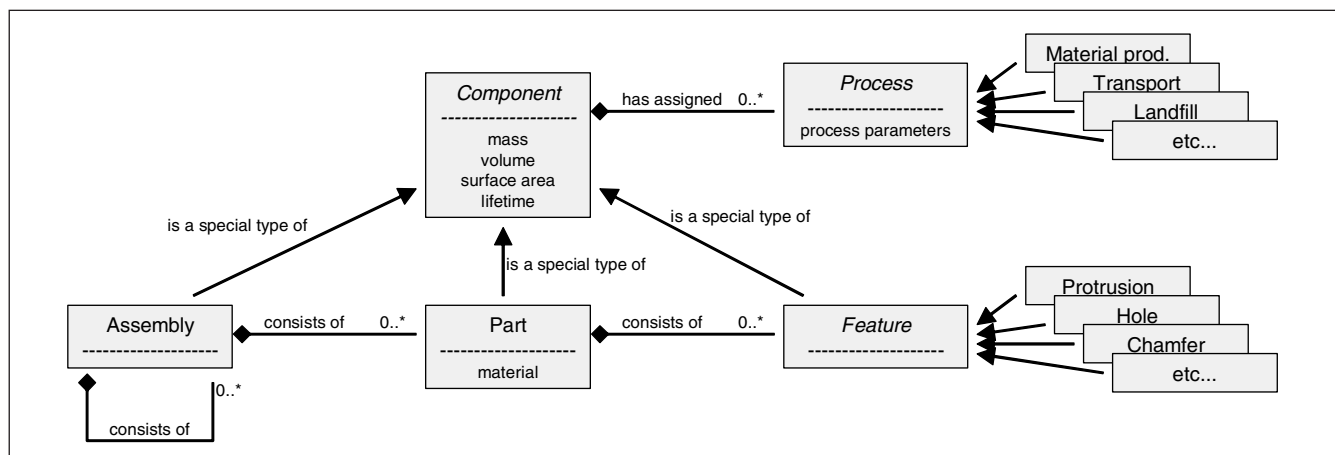 Component
mass
volume
surface area
lifetime
has assigned 0..*
Process
process parameters
Material prod.
Transport
Landfill
etc...
is a special type of
is a special type of
is a special type of
Assembly
consists of 0..*
Part
material
consists of 0..*
Feature
Protrusion
Hole
Chamfer
etc...
0..*
consists of